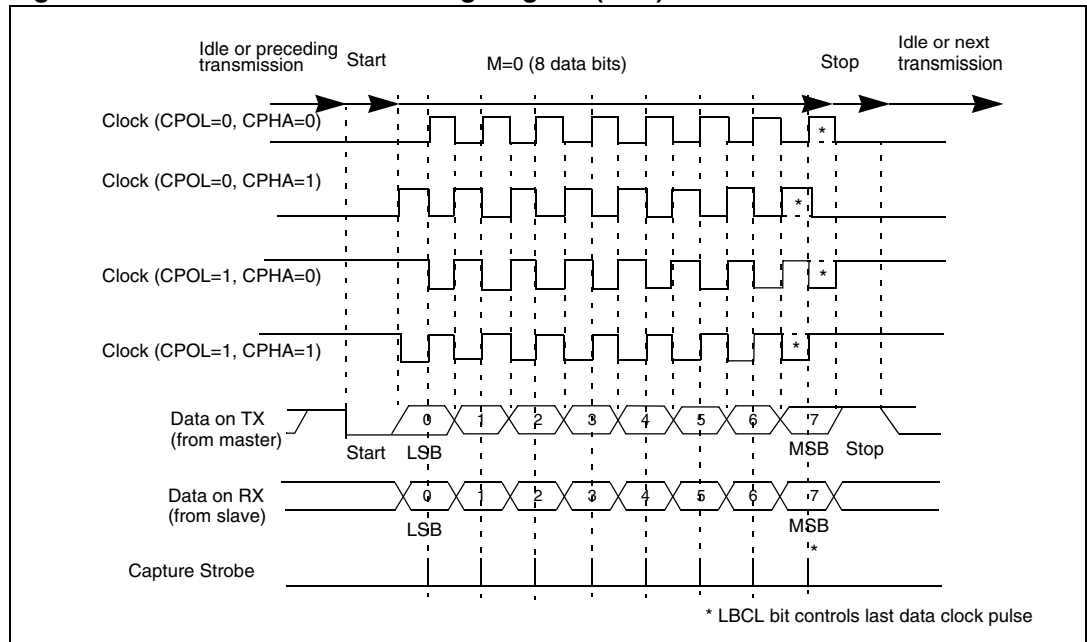 Idle or preceding
transmission
Start
M=0 (8 data bits)
Stop
Idle or next
transmission
Clock (CPOL=0, CPHA=0)
*
Clock (CPOL=0, CPHA=1)
*
Clock (CPOL=1, CPHA=0)
*
Clock (CPOL=1, CPHA=1)
*
Data on TX
(from master)
0 1 2 3 4 5 6 7
Start LSB MSB Stop
Data on RX
(from slave)
0 1 2 3 4 5 6 7
LSB MSB
*
Capture Strobe
* LBCL bit controls last data clock pulse